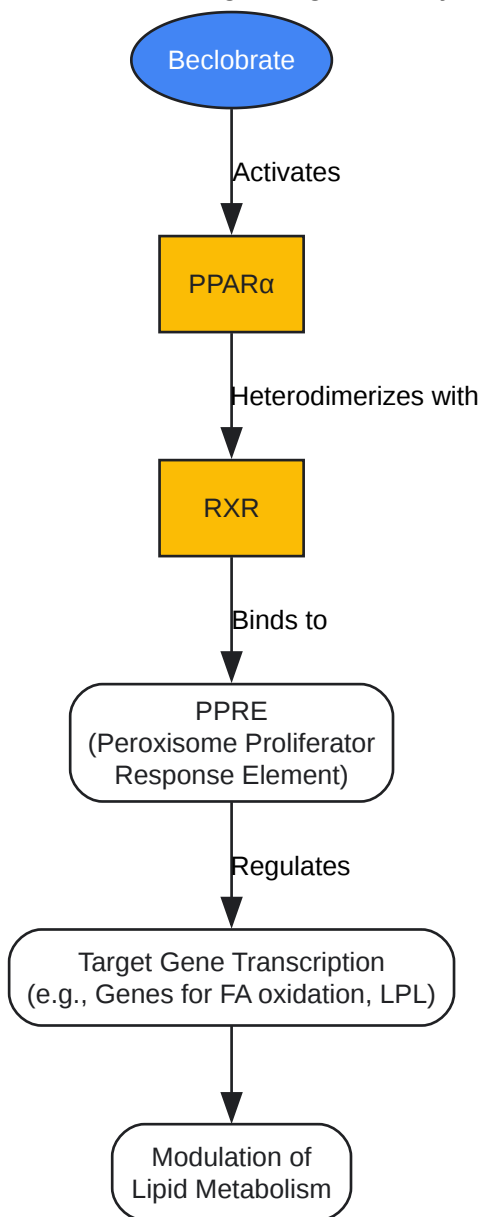 Beclobrate
Activates
PPARα
Heterodimerizes with
RXR
Binds to
PPRE
(Peroxisome Proliferator
Response Element)
Regulates
Target Gene Transcription
(e.g., Genes for FA oxidation, LPL)
Modulation of
Lipid Metabolism